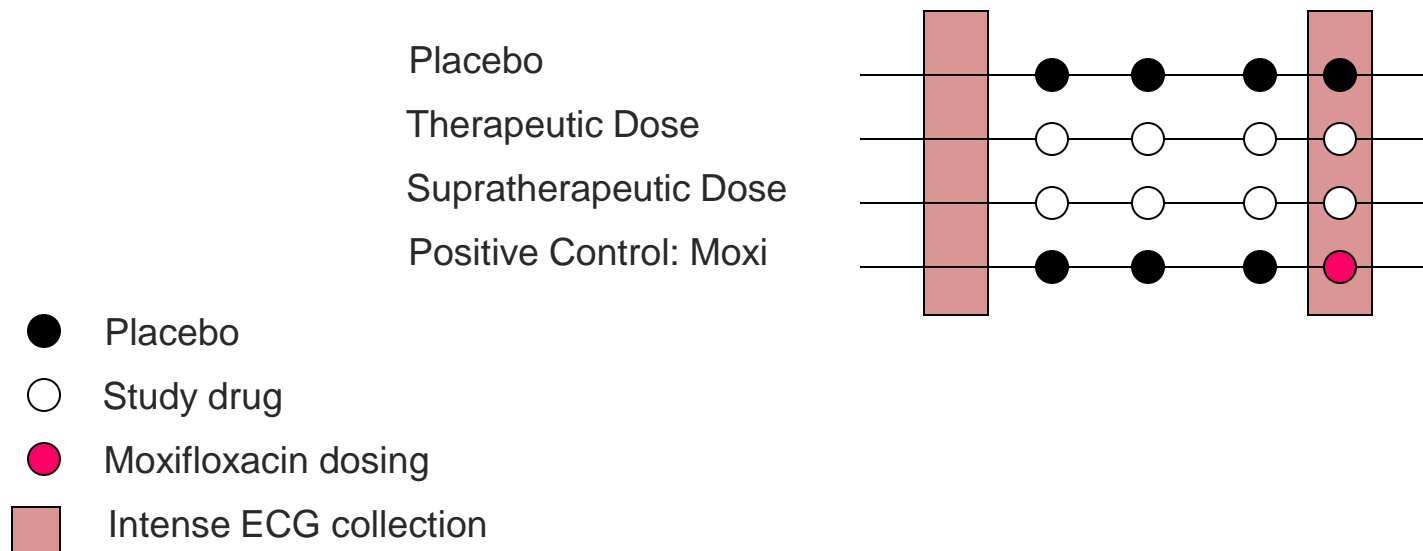 Placebo
Therapeutic Dose
Supratherapeutic Dose
Positive Control: Moxi
Placebo
Study drug
Moxifloxacin dosing
Intense ECG collection